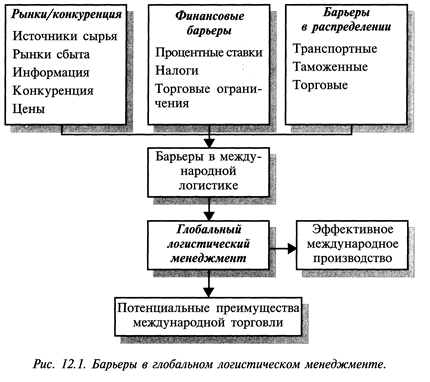 Рынки/конкуренция
Источники сырья
Рынки сбыта
Информация
Конкуренция
Цены
Финансовые
барьеры
Процентные ставки
Налоги
Торговые ограни-
чения
Барьеры
в распределении
Транспортные
Таможенные
Торговые
Барьеры в между-
народной
логистике
Глобальный
логистический
менеджмент
Эффективное
международное
производство
Потенциальные преимущества
международной торговли
Рис. 12.1. Барьеры в глобальном логистическом менеджменте.